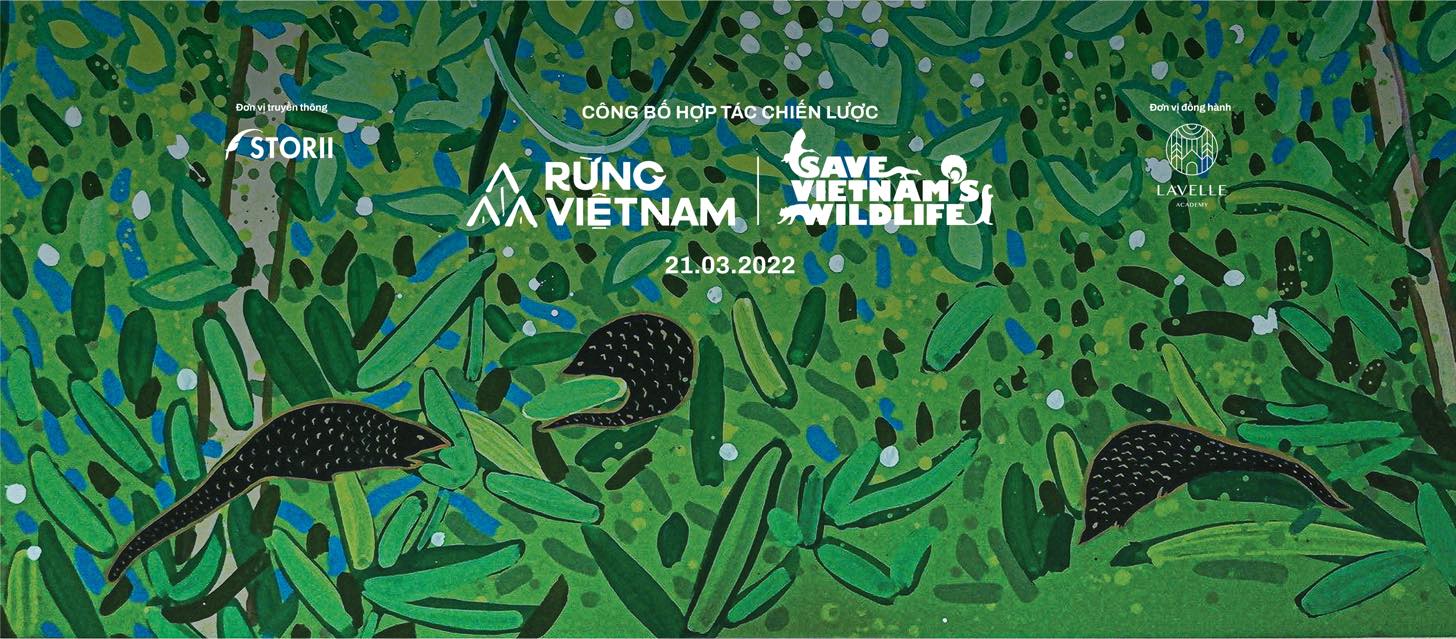 Đơn vị truyền thông
STORII
CÔNG BỐ HỢP TÁC CHIẾN LƯỢC
RỪNG
VIỆTNAM
SAVE
VIETNAM'S
WILDLIFE
21.03.2022
Đơn vị đồng hành
LAVELLE
ACADEMY